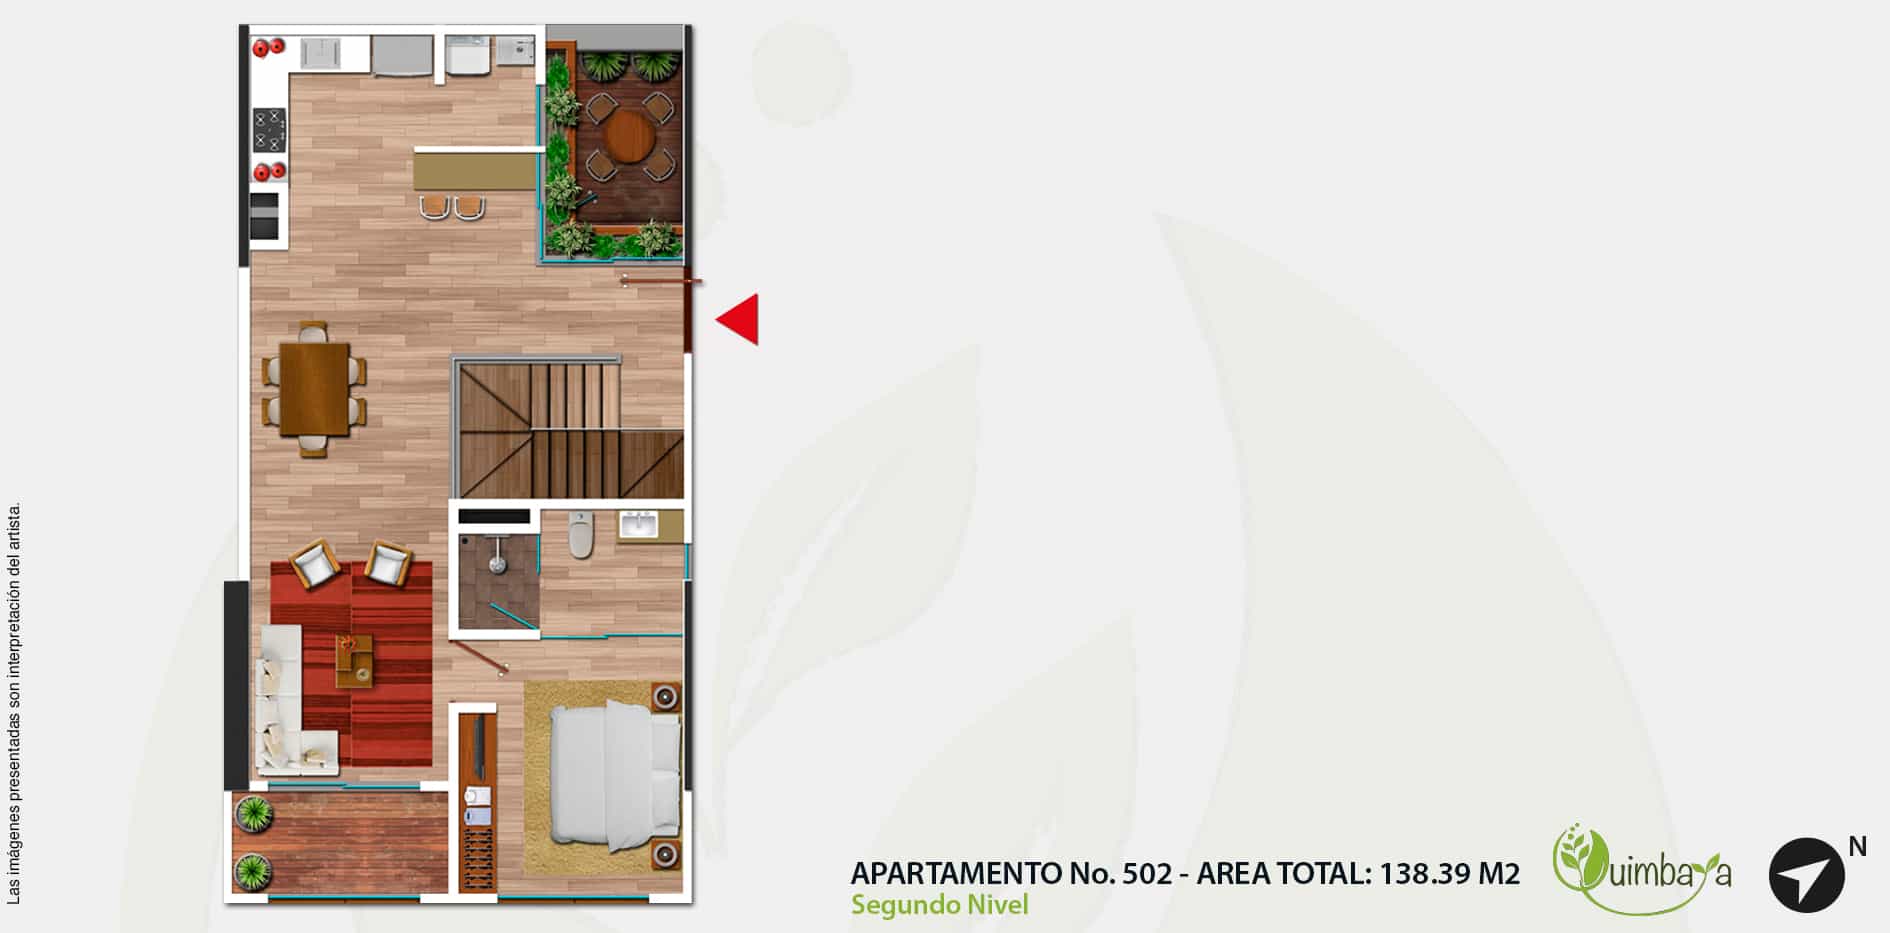 Las imágenes presentadas son interpretación del artista.
APARTAMENTO No. 502 - AREA TOTAL: 138.39 M2
Segundo Nivel
Quimbaya
N